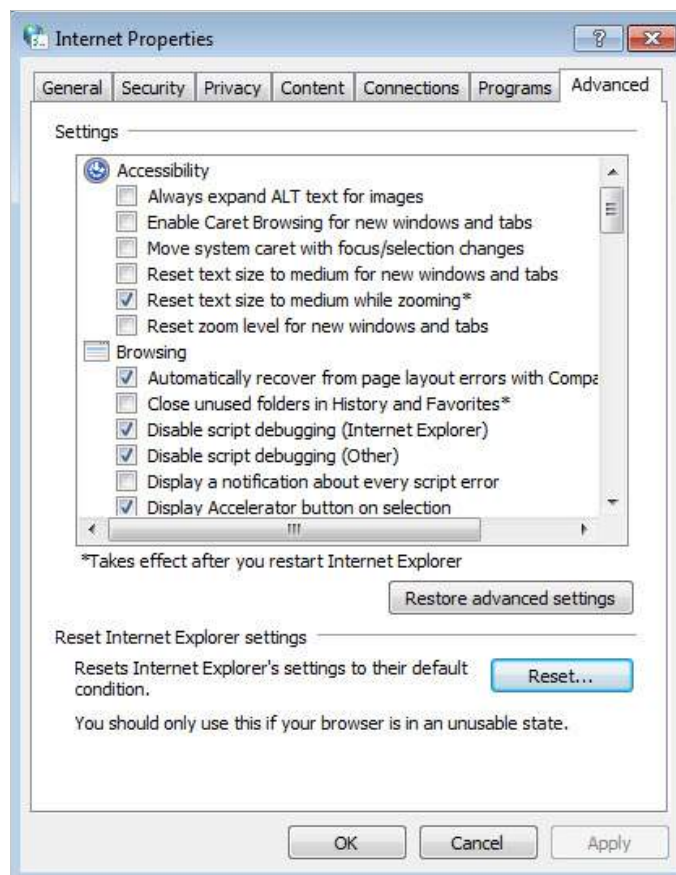 Internet Properties
General Security Privacy Content Connections Programs Advanced
Settings
Accessibility
Always expand ALT text for images
Enable Caret Browsing for new windows and tabs
Move system caret with focus/selection changes
Reset text size to medium for new windows and tabs
Reset text size to medium while zooming*
Reset zoom level for new windows and tabs
Browsing
Automatically recover from page layout errors with Compa
Close unused folders in History and Favorites*
Disable script debugging (Internet Explorer)
Disable script debugging (Other)
Display a notification about every script error
Display Accelerator button on selection
*Takes effect after you restart Internet Explorer
Restore advanced settings
Reset Internet Explorer settings
Resets Internet Explorer's settings to their default
condition.
Reset...
You should only use this if your browser is in an unusable state.
OK Cancel Apply